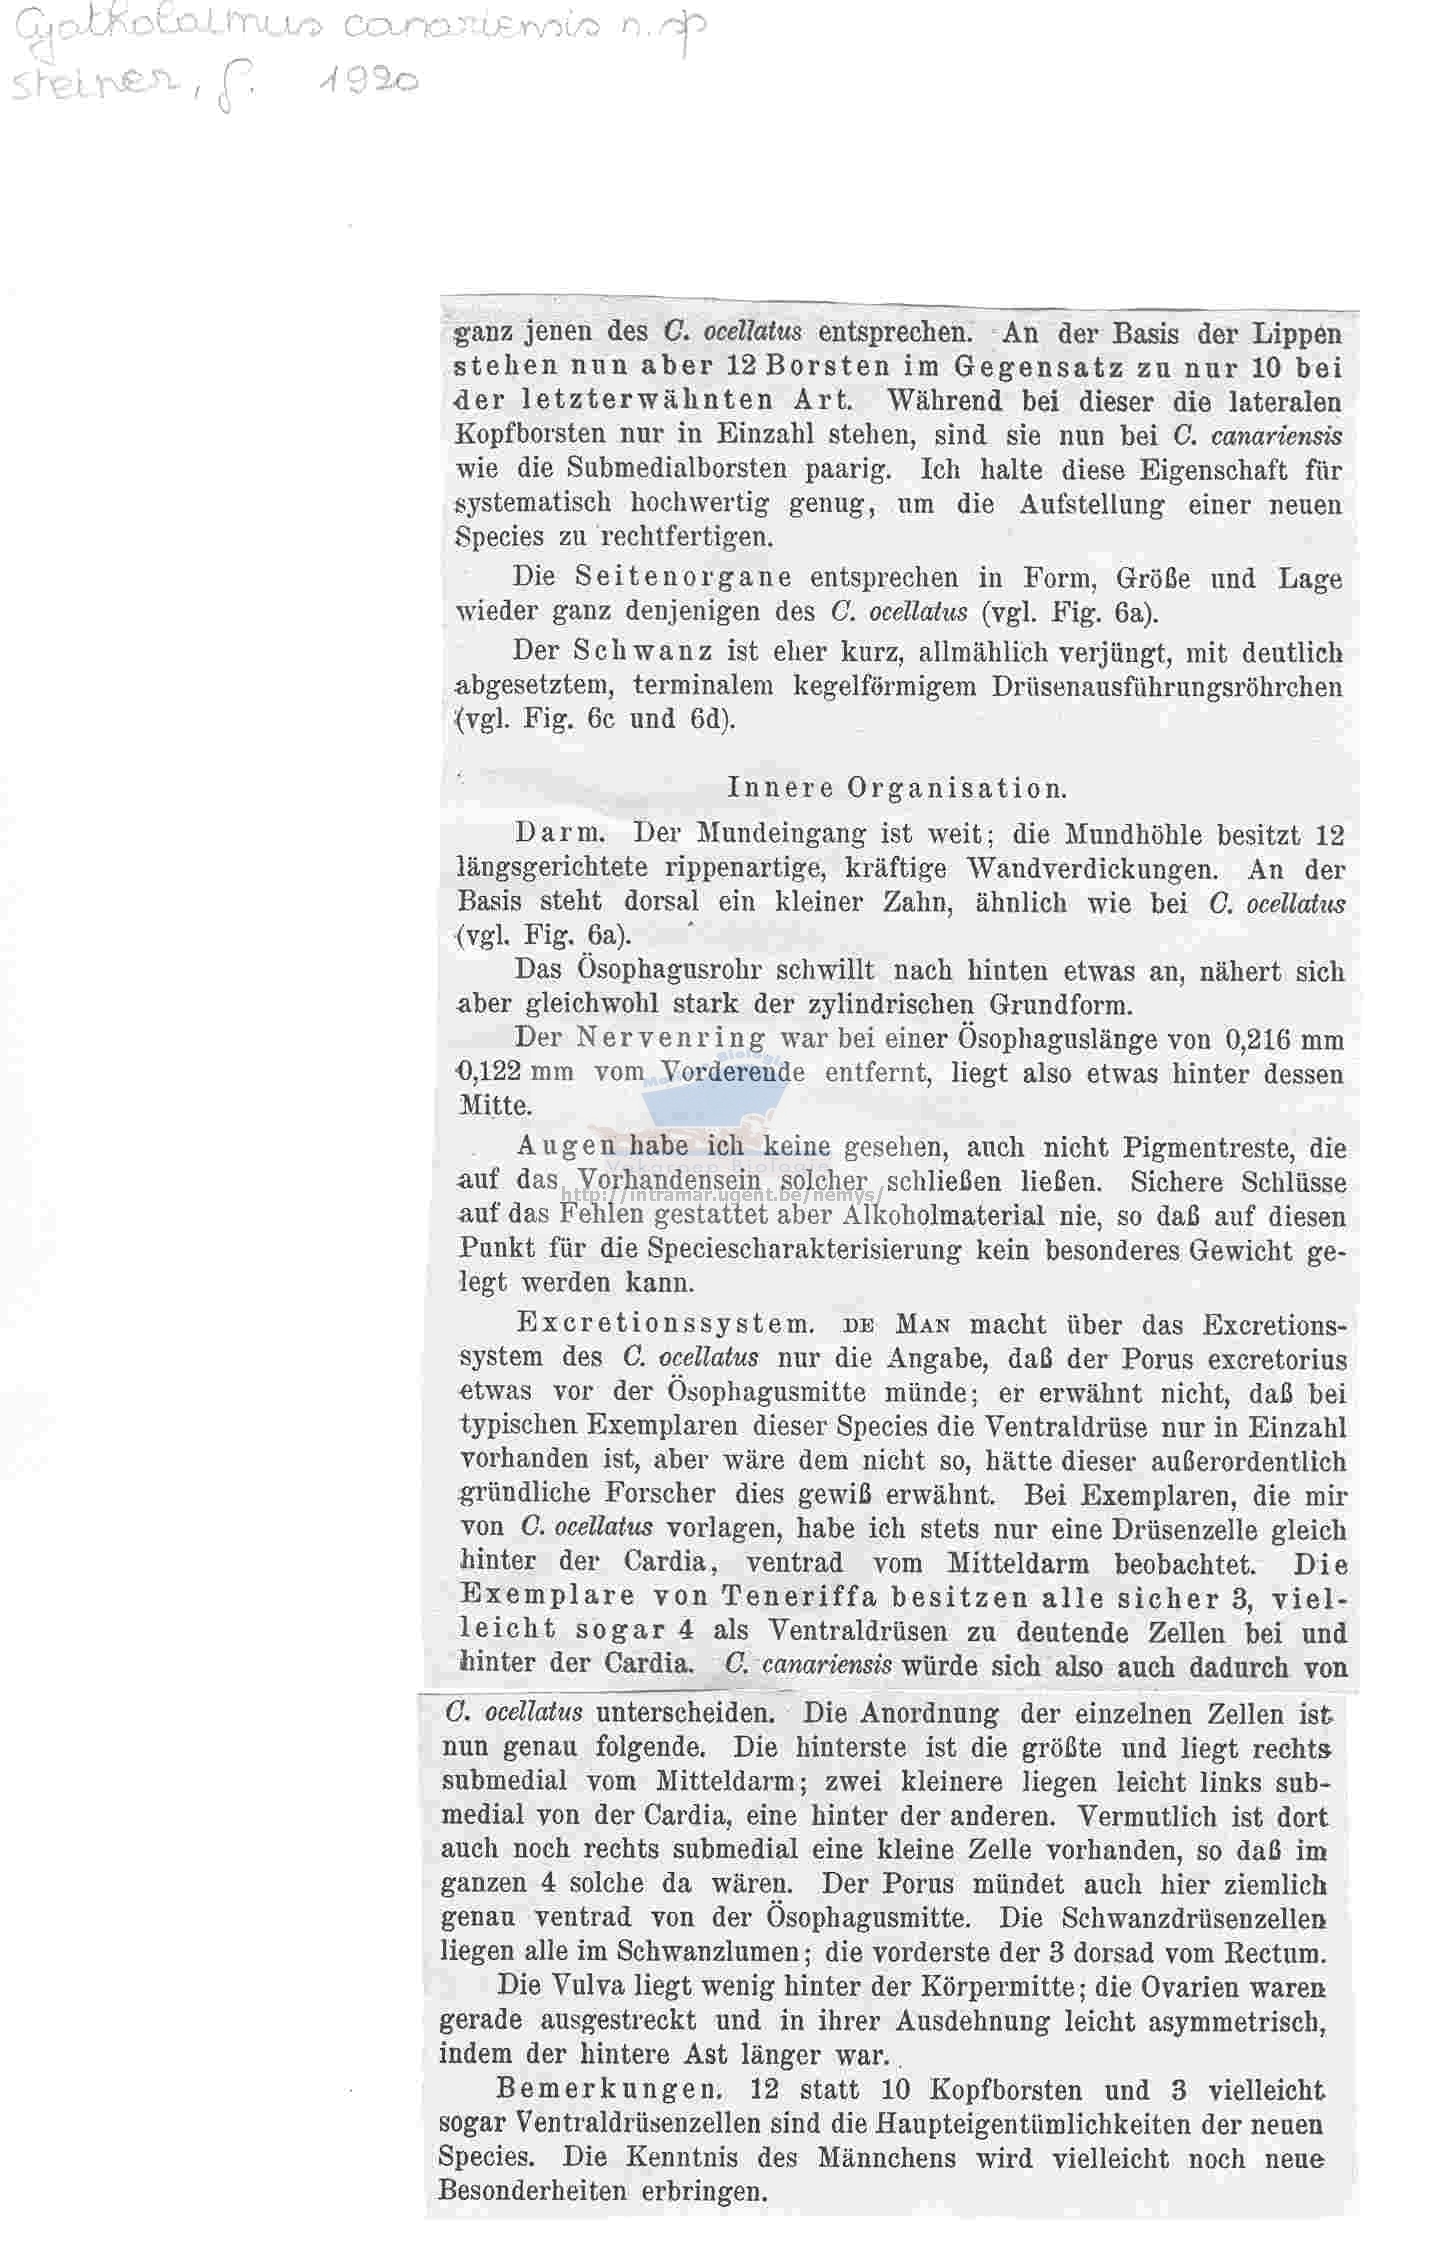 Cyatholaimus canariensis n. sp
Steiner, G. 1920
ganz jenen des C. ocellatus entsprechen. An der Basis der Lippen
stehen nun aber 12 Borsten im Gegensatz zu nur 10 bei
der letzterwähnten Art. Während bei dieser die lateralen
Kopfborsten nur in Einzahl stehen, sind sie nun bei C. canariensis
wie die Submedialborsten paarig. Ich halte diese Eigenschaft für
systematisch hochwertig genug, um die Aufstellung einer neuen
Species zu rechtfertigen.
Die Seitenorgane entsprechen in Form, Größe und Lage
wieder ganz denjenigen des C. ocellatus (vgl. Fig. 6a).
Der Schwanz ist eher kurz, allmählich verjüngt, mit deutlich
abgesetztem, terminalem kegelförmigem Drüsenausführungsröhrchen
(vgl. Fig. 6c und 6d).
Innere Organisation.
Darm. Der Mundeingang ist weit; die Mundhöhle besitzt 12
längsgerichtete rippenartige, kräftige Wandverdickungen. An der
Basis steht dorsal ein kleiner Zahn, ähnlich wie bei C. ocellatus
(vgl. Fig. 6a).
Das Ösophagusrohr schwillt nach hinten etwas an, nähert sich
aber gleichwohl stark der zylindrischen Grundform.
Der Nervenring war bei einer Ösophaguslänge von 0,216 mm
0,122 mm vom Vorderende entfernt, liegt also etwas hinter dessen
Mitte.
Augen habe ich keine gesehen, auch nicht Pigmentreste, die
Vakgroep Biologie
auf das Vorhandensein solcher schließen ließen. Sichere Schlüsse
http://intramar.ugent.be/nemys/
auf das Fehlen gestattet aber Alkoholmaterial nie, so daß auf diesen
Punkt für die Speciescharakterisierung kein besonderes Gewicht ge-
legt werden kann.
Excretionssystem. DE MAN macht über das Excretions-
system des C. ocellatus nur die Angabe, daß der Porus excretorius
etwas vor der Ösophagusmitte münde; er erwähnt nicht, daß bei
typischen Exemplaren dieser Species die Ventraldrüse nur in Einzahl
vorhanden ist, aber wäre dem nicht so, hätte dieser außerordentlich
gründliche Forscher dies gewiß erwähnt. Bei Exemplaren, die mir
von C. ocellatus vorlagen, habe ich stets nur eine Drüsenzelle gleich
hinter der Cardia, ventrad vom Mitteldarm beobachtet. Die
Exemplare von Teneriffa besitzen alle sicher 3, viel-
leicht sogar 4 als Ventraldrüsen zu deutende Zellen bei und
hinter der Cardia. C. canariensis würde sich also auch dadurch von
C. ocellatus unterscheiden. Die Anordnung der einzelnen Zellen ist
nun genau folgende. Die hinterste ist die größte und liegt rechts
submedial vom Mitteldarm; zwei kleinere liegen leicht links sub-
medial von der Cardia, eine hinter der anderen. Vermutlich ist dort
auch noch rechts submedial eine kleine Zelle vorhanden, so daß im
ganzen 4 solche da wären. Der Porus mündet auch hier ziemlich
genau ventrad von der Ösophagusmitte. Die Schwanzdrüsenzellen
liegen alle im Schwanzlumen; die vorderste der 3 dorsad vom Rectum.
Die Vulva liegt wenig hinter der Körpermitte; die Ovarien waren
gerade ausgestreckt und in ihrer Ausdehnung leicht asymmetrisch,
indem der hintere Ast länger war.
Bemerkungen. 12 statt 10 Kopfborsten und 3 vielleicht
sogar Ventraldrüsenzellen sind die Haupteigentümlichkeiten der neuen
Species. Die Kenntnis des Männchens wird vielleicht noch neue
Besonderheiten erbringen.